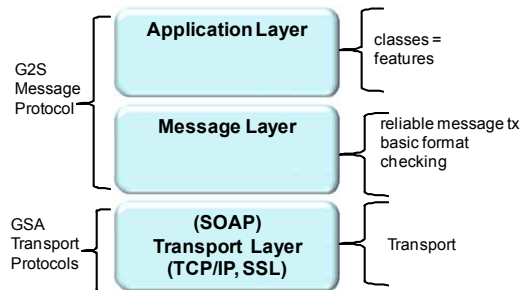 Application Layer
classes =
features
G2S
Message
Protocol
Message Layer
reliable message tx
basic format
checking
GSA
Transport
Protocols
(SOAP)
Transport Layer
(TCP/IP, SSL)
Transport